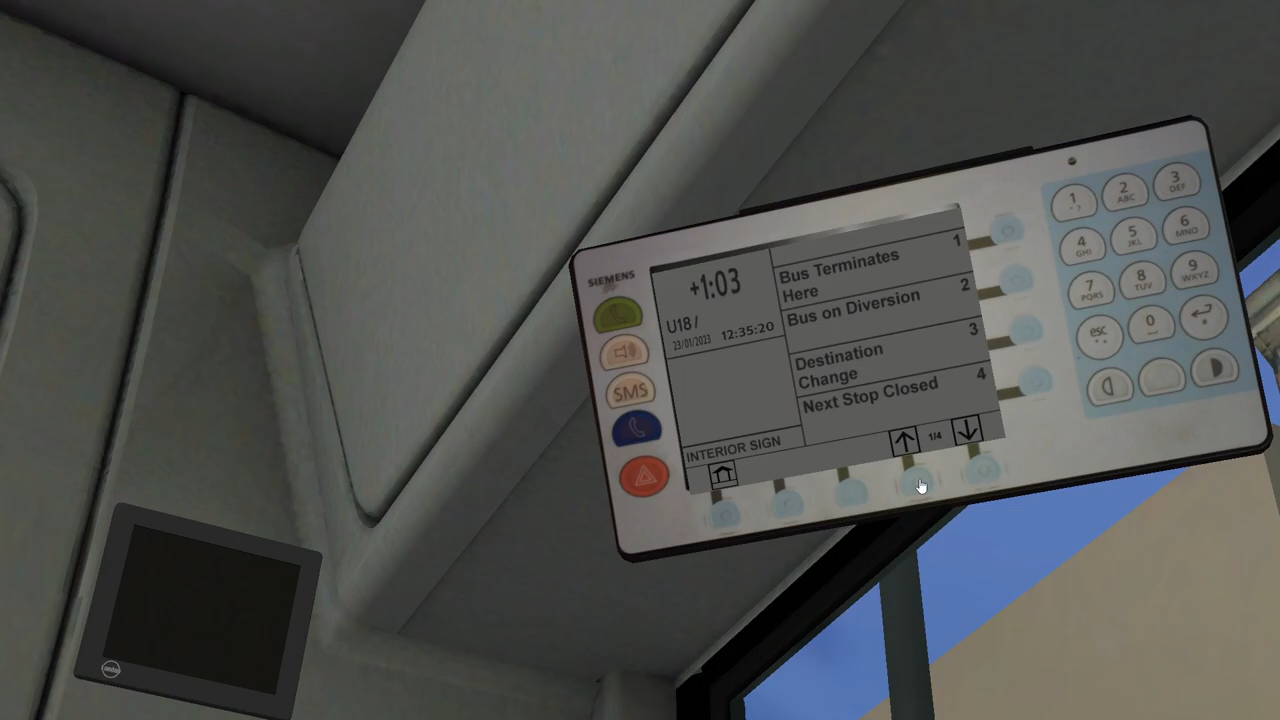 SIEMENS
+1:03
U18 /
23/01/2023 12:35:20
INTERIOR SIGN
1
Bus Terminates
Here
2
Bus on Diversion
3
Destination
Change
4
Next Stop Closed
1/4
SMS
1
2
ABC
3
DEF
4
GHI
5
JKL
6
MNO
7
PQRS
8
TUV
9
WXYZ
esc
0